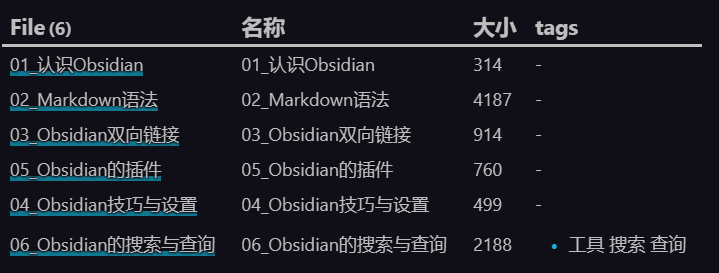 File (6) 名称 大小 tags
01_认识Obsidian 01_认识Obsidian 314 -
02_Markdown语法 02_Markdown语法 4187 -
03_Obsidian双向链接 03_Obsidian双向链接 914 -
05_Obsidian的插件 05_Obsidian的插件 760 -
04_Obsidian技巧与设置 04_Obsidian技巧与设置 499 -
06_Obsidian的搜索与查询 06_Obsidian的搜索与查询 2188 • 工具 搜索 查询